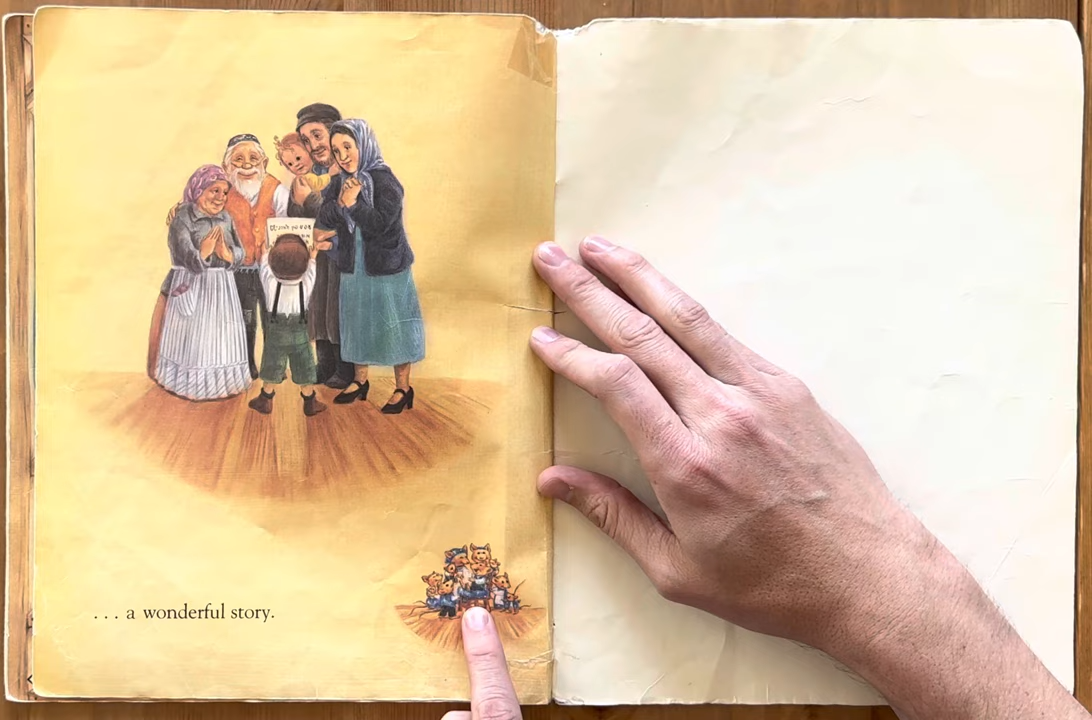 . . . a wonderful story.